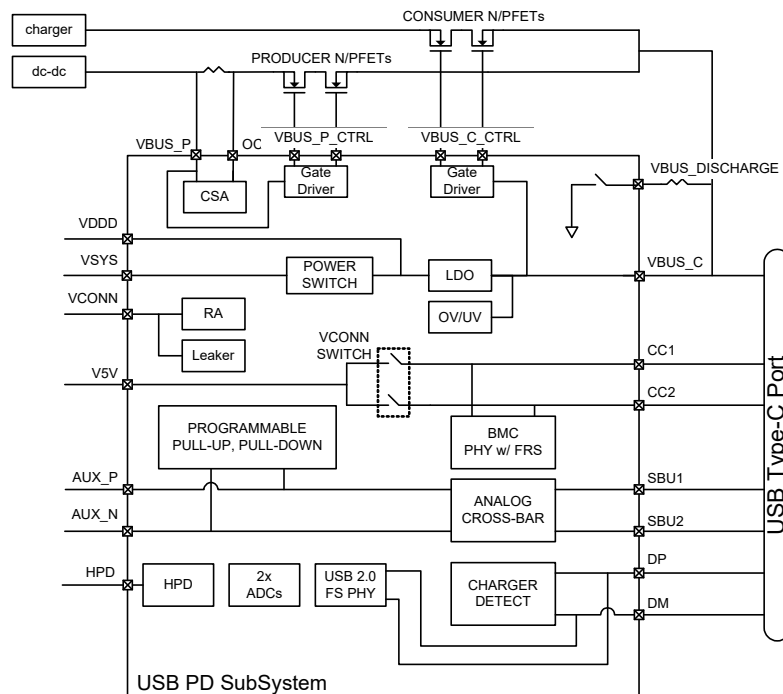 CONSUMER N/PFETs
charger
dc-dc
PRODUCER N/PFETs
VBUS_P
OC
VBUS_P_CTRL
VBUS_C_CTRL
VBUS_DISCHARGE
CSA
Gate
Driver
Gate
Driver
VDDD
VSYS
POWER
SWITCH
LDO
VBUS_C
VCONN
RA
OV/UV
Leaker
VCONN
SWITCH
CC1
V5V
CC2
PROGRAMMABLE
PULL-UP, PULL-DOWN
BMC
PHY w/ FRS
AUX_P
ANALOG
CROSS-BAR
SBU1
AUX_N
SBU2
HPD
HPD
2x
ADCs
USB 2.0
FS PHY
CHARGER
DETECT
DP
DM
USB Type-C Port
USB PD SubSystem